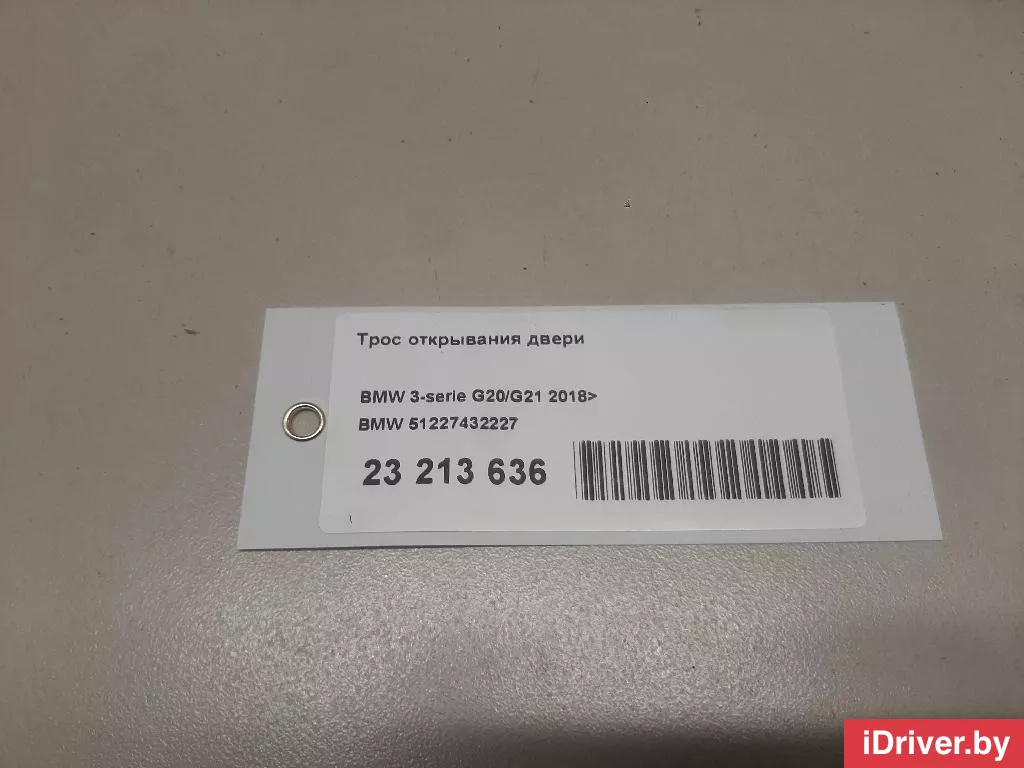 Трос открывания двери
BMW 3-serie G20/G21 2018>
BMW 51227432227
23 213 636
iDriver.by